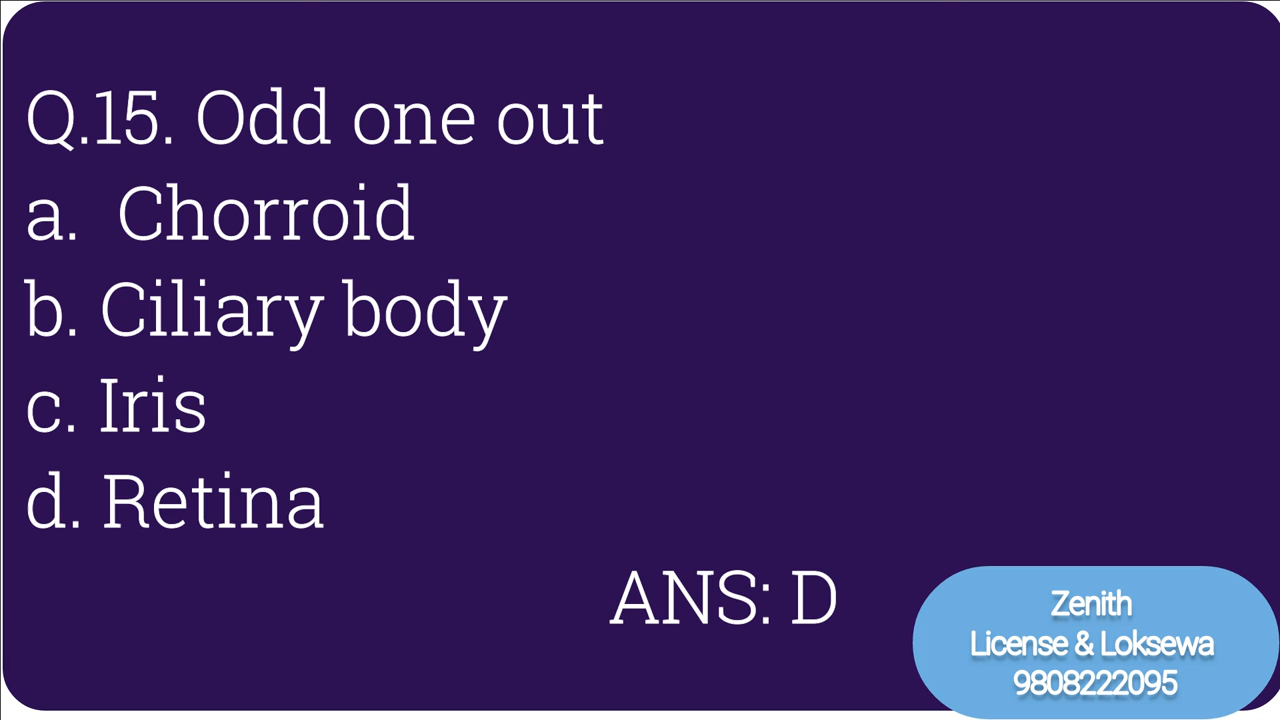 Q.15. Odd one out
a. Chorroid
b. Ciliary body
c. Iris
d. Retina
ANS: D
Zenith
License & Loksewa
9808222095